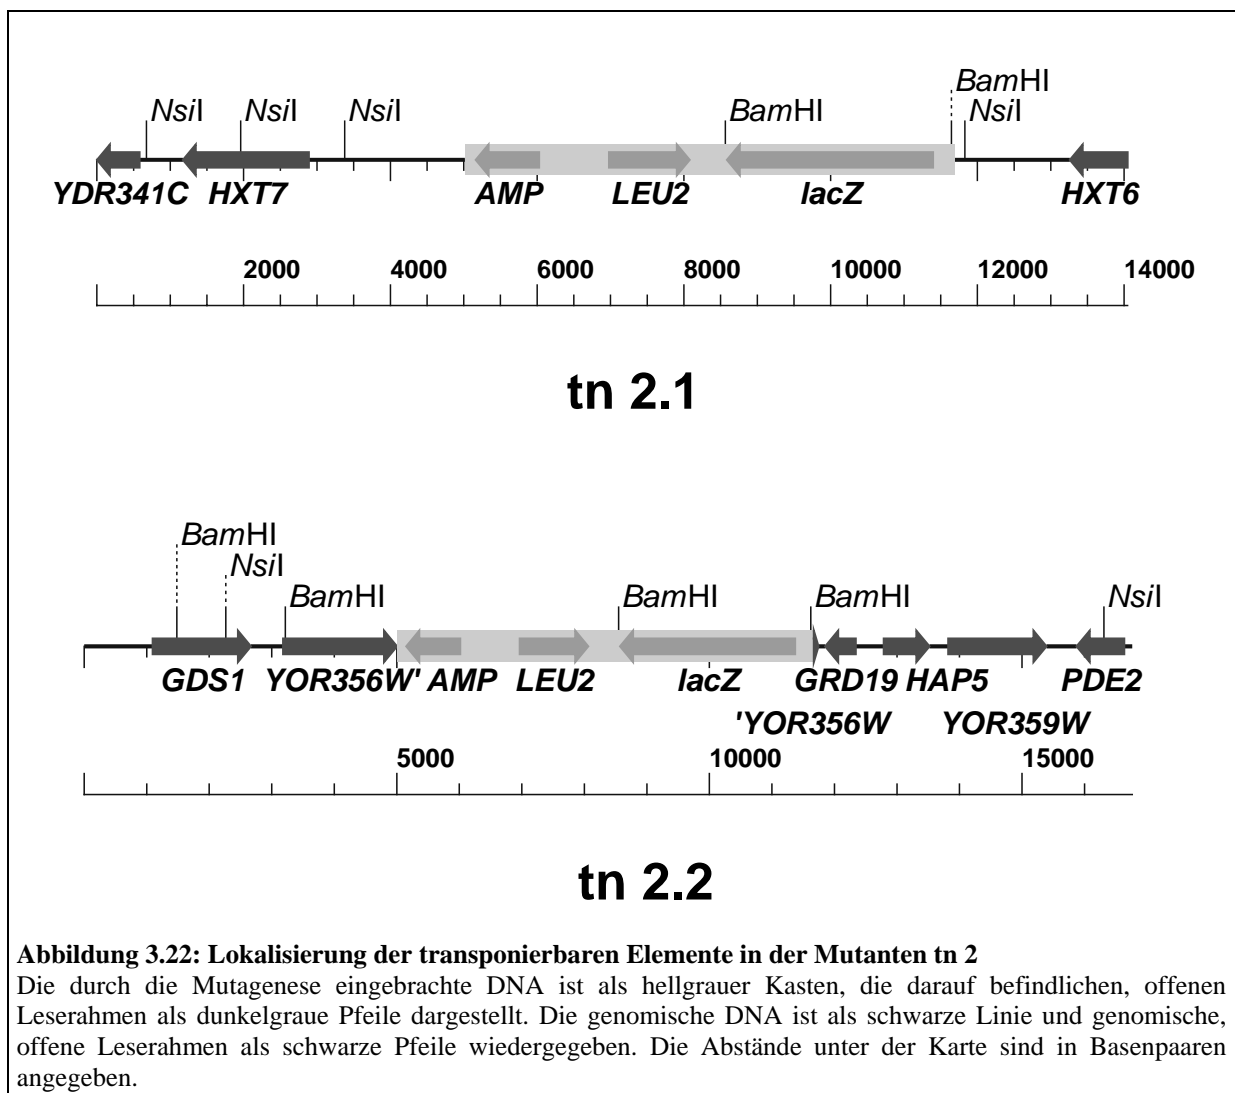 BamHI
NsiI NsiI NsiI BamHI NsiI
YDR341C HXT7 AMP LEU2 lacZ HXT6
2000 4000 6000 8000 10000 12000 14000
tn 2.1
BamHI
NsiI
BamHI BamHI BamHI NsiI
GDS1 YOR356W' AMP LEU2 lacZ GRD19 HAP5 PDE2
'YOR356W YOR359W
5000 10000 15000
tn 2.2
Abbildung 3.22: Lokalisierung der transponierbaren Elemente in der Mutanten tn 2
Die durch die Mutagenese eingebrachte DNA ist als hellgrauer Kasten, die darauf befindlichen, offenen
Leserahmen als dunkelgraue Pfeile dargestellt. Die genomische DNA ist als schwarze Linie und genomische,
offene Leserahmen als schwarze Pfeile wiedergegeben. Die Abstände unter der Karte sind in Basenpaaren
angegeben.